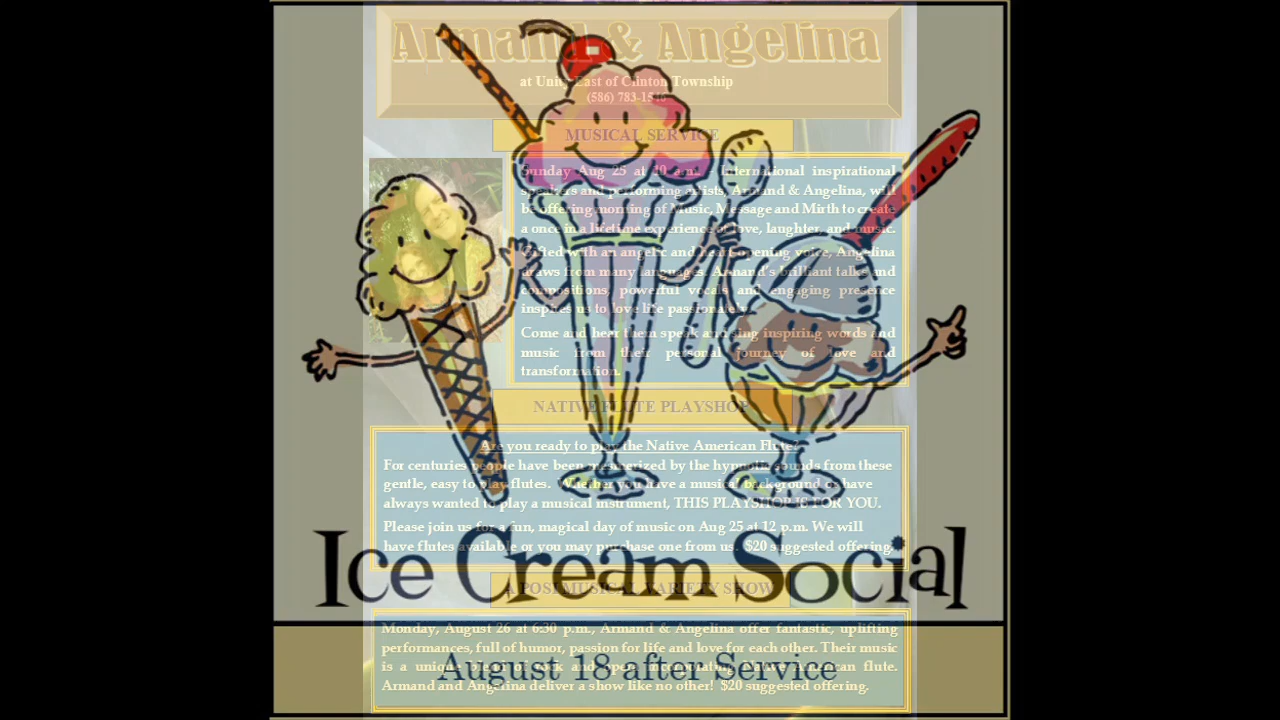 Armand & Angelina
at Unity East of Clinton Township
(586) 783-15
MUSICAL SERVICE
Sunday Aug 25 at 10 a.m. - International inspirational
speakers and performing artists, Armand & Angelina, will
be offering morning of Music, Message and Mirth to create
a once in a lifetime experience of love, laughter, and music.
Gifted with an angelic and heart-opening voice, Angelina
draws from many languages. Armand's brilliant talks and
compositions, powerful vocals and engaging presence
inspires us to love life passionately.
Come and hear them speak and sing inspiring words and
music from their personal journey of love and
transformation.
NATIVE FLUTE PLAYSHOP
Are you ready to play the Native American Flute?
For centuries people have been mesmerized by the hypnotic sounds from these
gentle, easy to play flutes. Whether you have a musical background or have
always wanted to play a musical instrument, THIS PLAYSHOP IS FOR YOU.
Please join us for a fun, magical day of music on Aug 25 at 12 p.m. We will
have flutes available or you may purchase one from us. $20 suggested offering.
Ice Cream Social
MUSICAL VARIETY SHOW
Monday, August 26 at 6:30 p.m., Armand & Angelina offer fantastic, uplifting
performances, full of humor, passion for life and love for each other. Their music
is a unique blend of rock and opera incorporating Native American flute.
Armand and Angelina deliver a show like no other! $20 suggested offering.
August 18 after Service